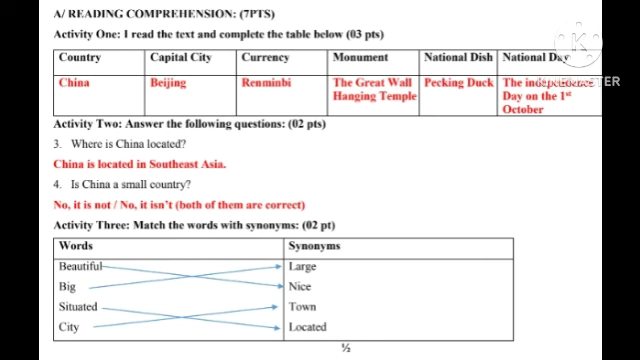 A/ READING COMPREHENSION: (7PTS)
Activity One: I read the text and complete the table below (03 pts)
Country Capital City Currency Monument National Dish National Day
China Beijing Renminbi The Great Wall Pecking Duck The independence
Hanging Temple Day on the 1st
October
Activity Two: Answer the following questions: (02 pts)
3. Where is China located?
China is located in Southeast Asia.
4. Is China a small country?
No, it is not / No, it isn't (both of them are correct)
Activity Three: Match the words with synonyms: (02 pt)
Words Synonyms
Beautiful Large
Big Nice
Situated Town
City Located
½